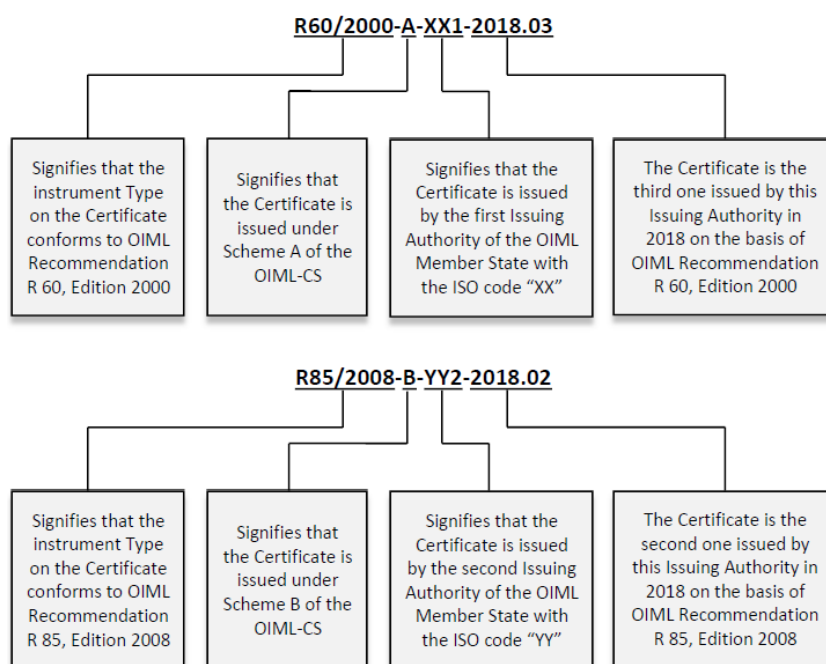 R60/2000-A-XX1-2018.03
Signifies that the
instrument Type
on the Certificate
conforms to OIML
Recommendation
R 60, Edition 2000
Signifies that
the Certificate is
issued under
Scheme A of the
OIML-CS
Signifies that the
Certificate is issued
by the first Issuing
Authority of the OIML
Member State with
the ISO code “XX”
The Certificate is the
third one issued by this
Issuing Authority in
2018 on the basis of
OIML Recommendation
R 60, Edition 2000
R85/2008-B-YY2-2018.02
Signifies that the
instrument Type
on the Certificate
conforms to OIML
Recommendation
R 85, Edition 2008
Signifies that
the Certificate is
issued under
Scheme B of the
OIML-CS
Signifies that the
Certificate is issued
by the second Issuing
Authority of the OIML
Member State with
the ISO code “YY”
The Certificate is the
second one issued by
this Issuing Authority in
2018 on the basis of
OIML Recommendation
R 85, Edition 2008